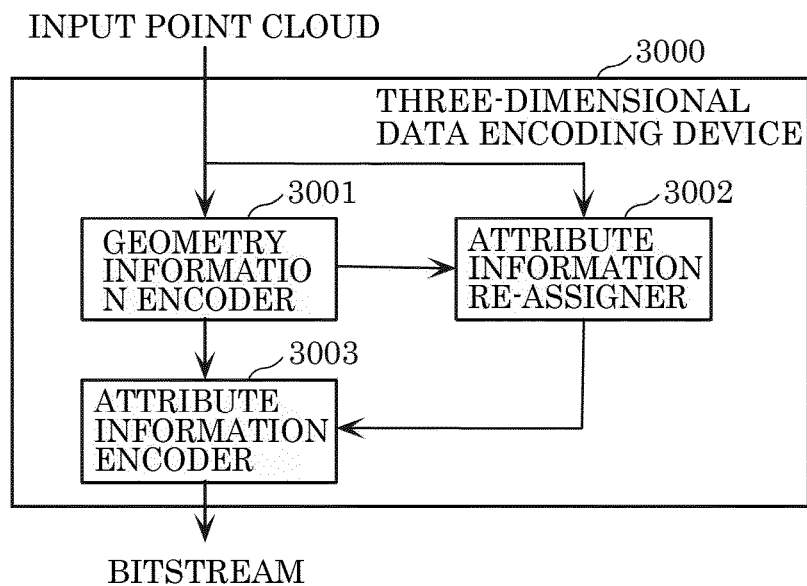 INPUT POINT CLOUD
3000
THREE-DIMENSIONAL
DATA ENCODING DEVICE
3001
GEOMETRY
INFORMATIO
N ENCODER
3002
ATTRIBUTE
INFORMATION
RE-ASSIGNER
3003
ATTRIBUTE
INFORMATION
ENCODER
BITSTREAM